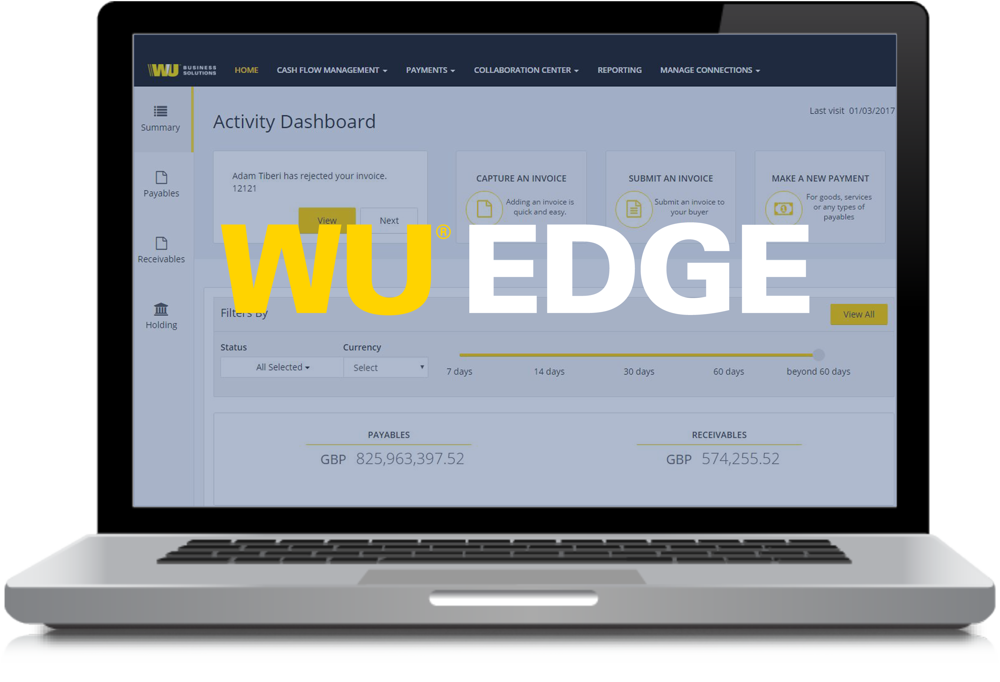 WU BUSINESS SOLUTIONS
HOME CASH FLOW MANAGEMENT PAYMENTS COLLABORATION CENTER REPORTING MANAGE CONNECTIONS
Last visit 01/03/2017
Summary
Payables
Receivables
Holding
Activity Dashboard
Adam Tiberi has rejected your invoice.
12121
View Next
CAPTURE AN INVOICE
Adding an invoice is
quick and easy.
SUBMIT AN INVOICE
Submit an invoice to
your buyer
MAKE A NEW PAYMENT
For goods, services
or any types of
payables
WU® EDGE
Filters By
View All
Status Currency
All Selected Select
7 days 14 days 30 days 60 days beyond 60 days
PAYABLES
GBP 825,963,397.52
RECEIVABLES
GBP 574,255.52